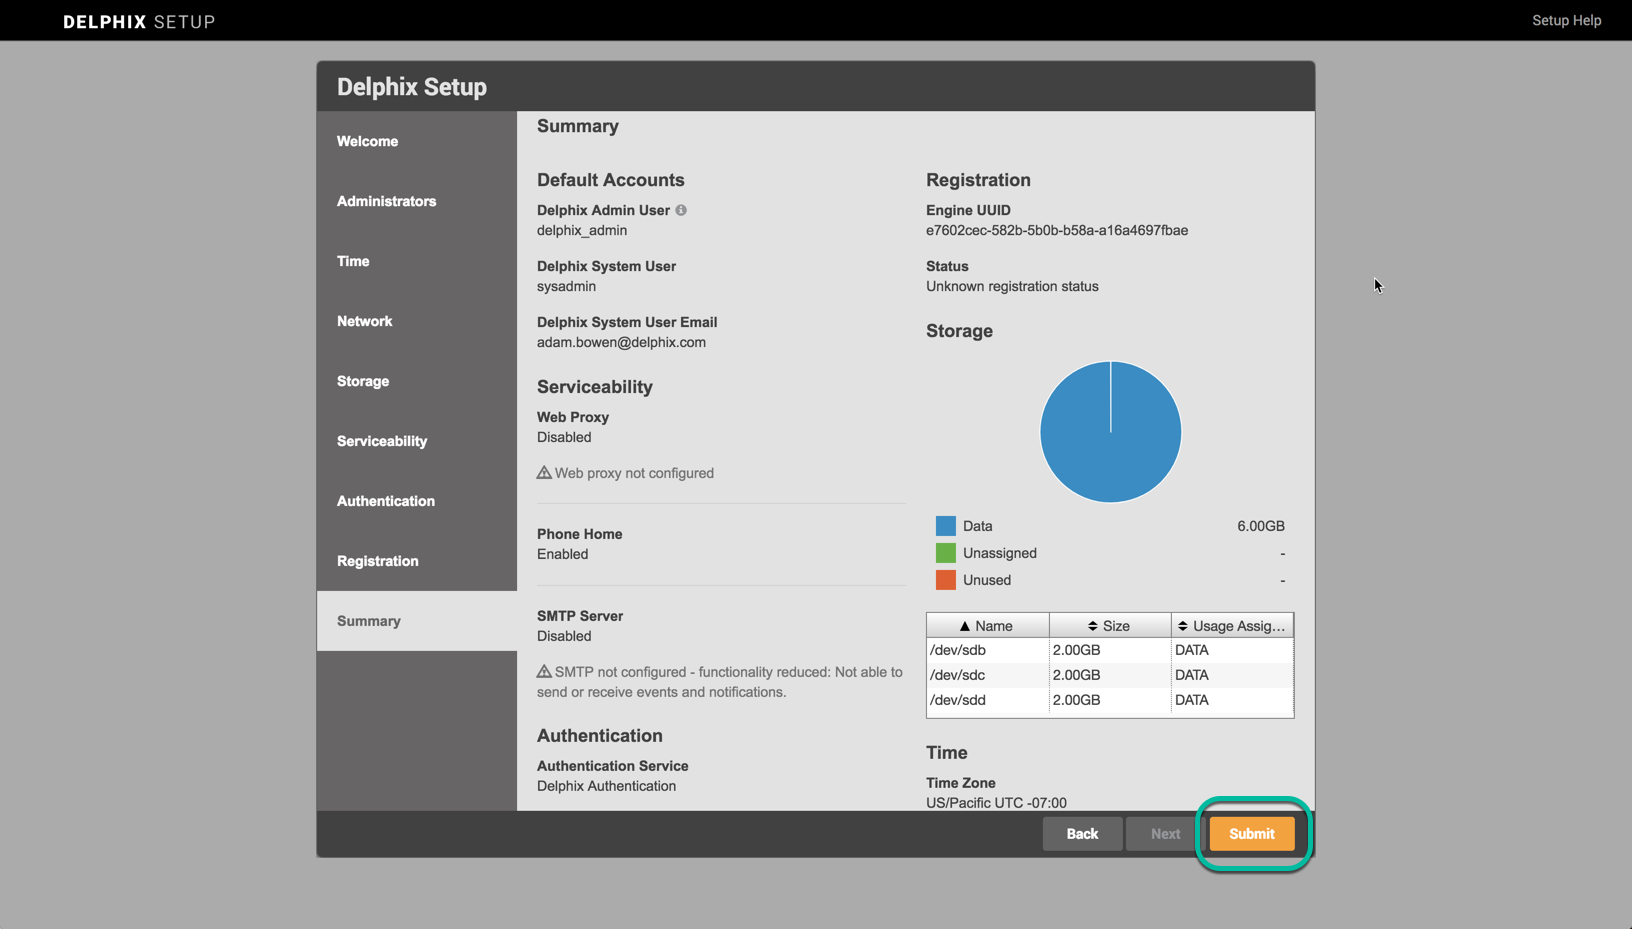 DELPHIX SETUP
Setup Help
Delphix Setup
Welcome
Administrators
Time
Network
Storage
Serviceability
Authentication
Registration
Summary
Summary
Default Accounts
Delphix Admin User
delphix_admin
Delphix System User
sysadmin
Delphix System User Email
adam.bowen@delphix.com
Serviceability
Web Proxy
Disabled
Web proxy not configured
Phone Home
Enabled
SMTP Server
Disabled
SMTP not configured - functionality reduced: Not able to
send or receive events and notifications.
Authentication
Authentication Service
Delphix Authentication
Registration
Engine UUID
e7602cec-582b-5b0b-b58a-a16a4697fbae
Status
Unknown registration status
Storage
Data 6.00GB
Unassigned -
Unused -
Name Size Usage Assig...
/dev/sdb 2.00GB DATA
/dev/sdc 2.00GB DATA
/dev/sdd 2.00GB DATA
Time
Time Zone
US/Pacific UTC -07:00
Back Next Submit